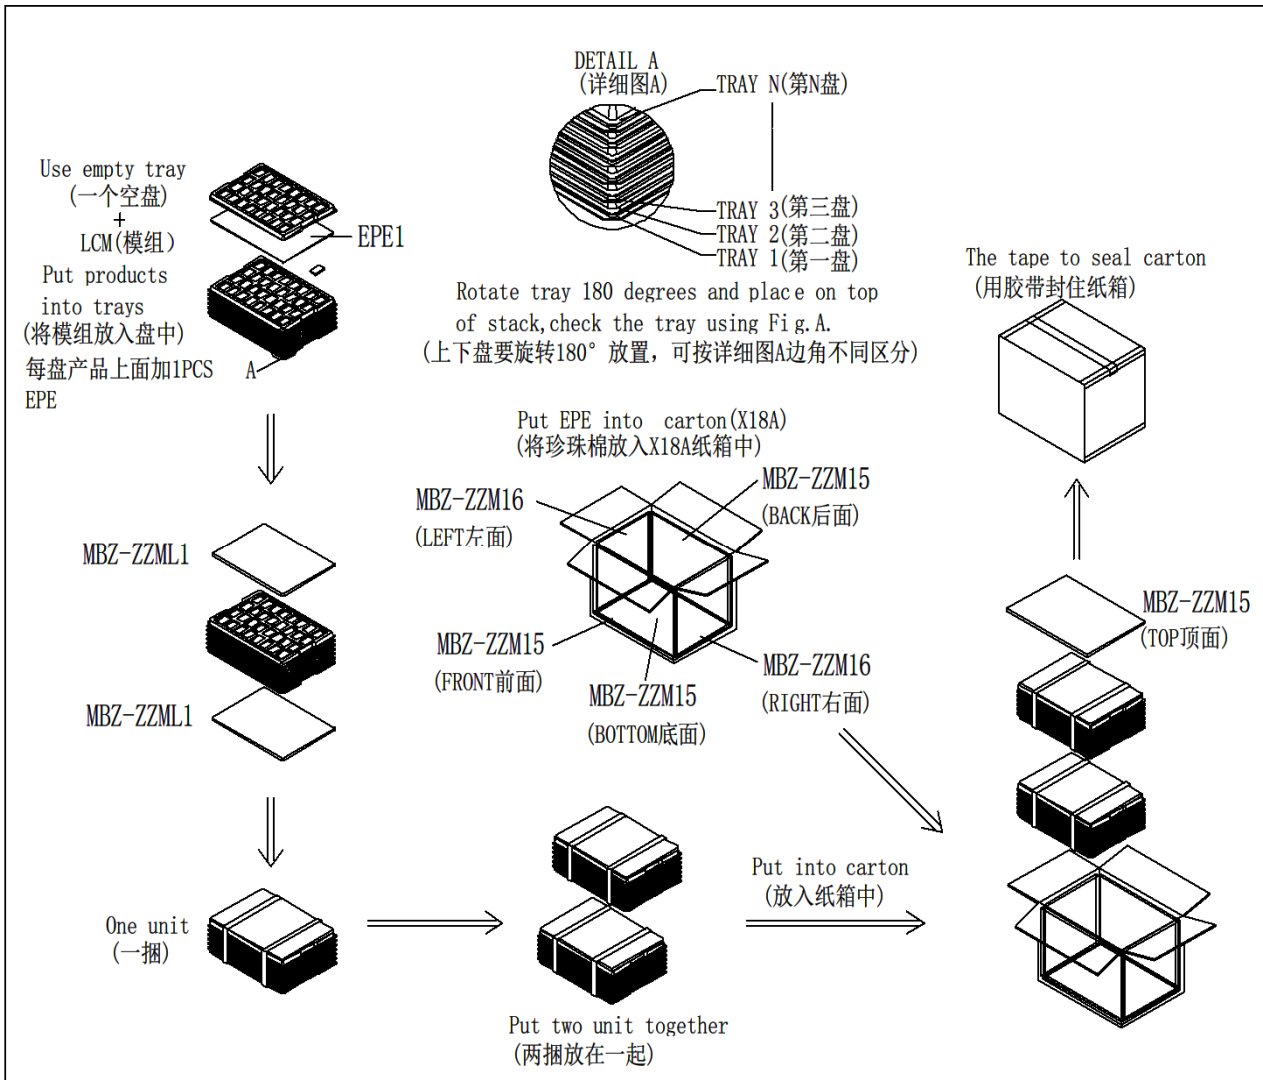 DETAIL A
(详细图A)
TRAY N(第N盘)
TRAY 3(第三盘)
TRAY 2(第二盘)
TRAY 1(第一盘)
Rotate tray 180 degrees and place on top
of stack,check the tray using Fig.A.
(上下盘要旋转180°放置，可按详细图A边角不同区分)
Use empty tray
(一个空盘)
+
LCM(模组)
Put products
into trays
(将模组放入盘中)
每盘产品上面加1PCS
EPE
EPE1
A
MBZ-ZZML1
MBZ-ZZML1
One unit
(一捆)
Put EPE into carton(X18A)
(将珍珠棉放入X18A纸箱中)
MBZ-ZZM16
(LEFT左面)
MBZ-ZZM15
(BACK后面)
MBZ-ZZM15
(FRONT前面)
MBZ-ZZM15
(BOTTOM底面)
MBZ-ZZM16
(RIGHT右面)
Put two unit together
(两捆放在一起)
Put into carton
(放入纸箱中)
MBZ-ZZM15
(TOP顶面)
The tape to seal carton
(用胶带封住纸箱)